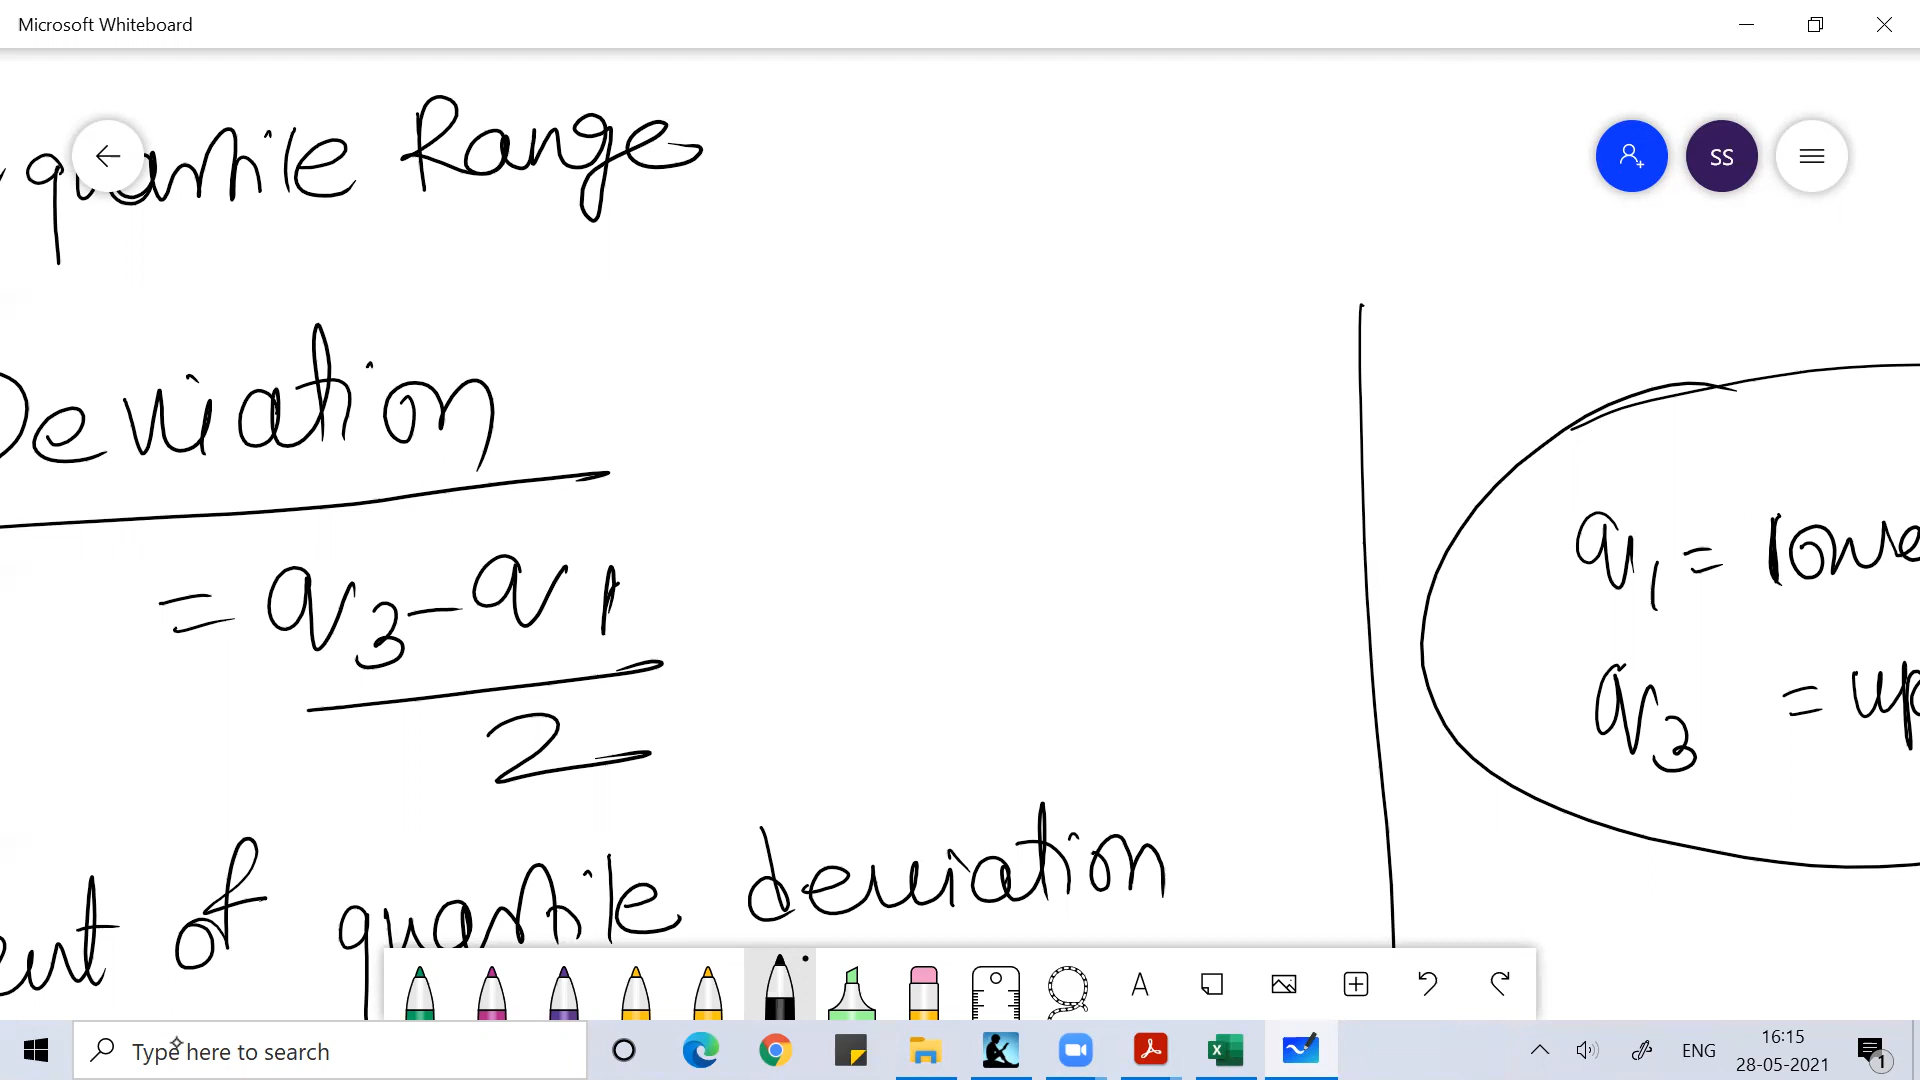 Microsoft Whiteboard
quartile Range
SS
Deviation
= q3 - q1
2
q1 = lowe
q3 = up
ent of quartile deviation
A
Type here to search
ENG
16:15
28-05-2021
1